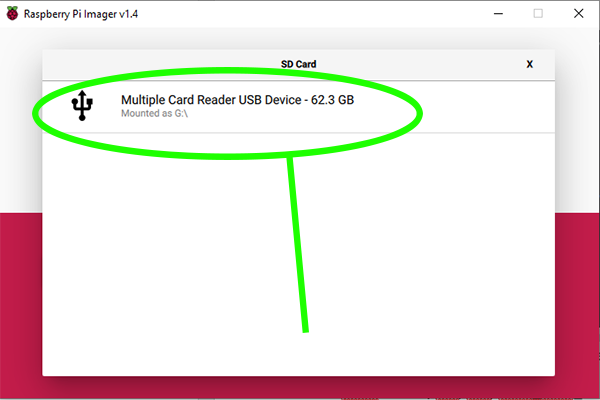 Raspberry Pi Imager v1.4
SD Card
X
Multiple Card Reader USB Device - 62.3 GB
Mounted as G:\